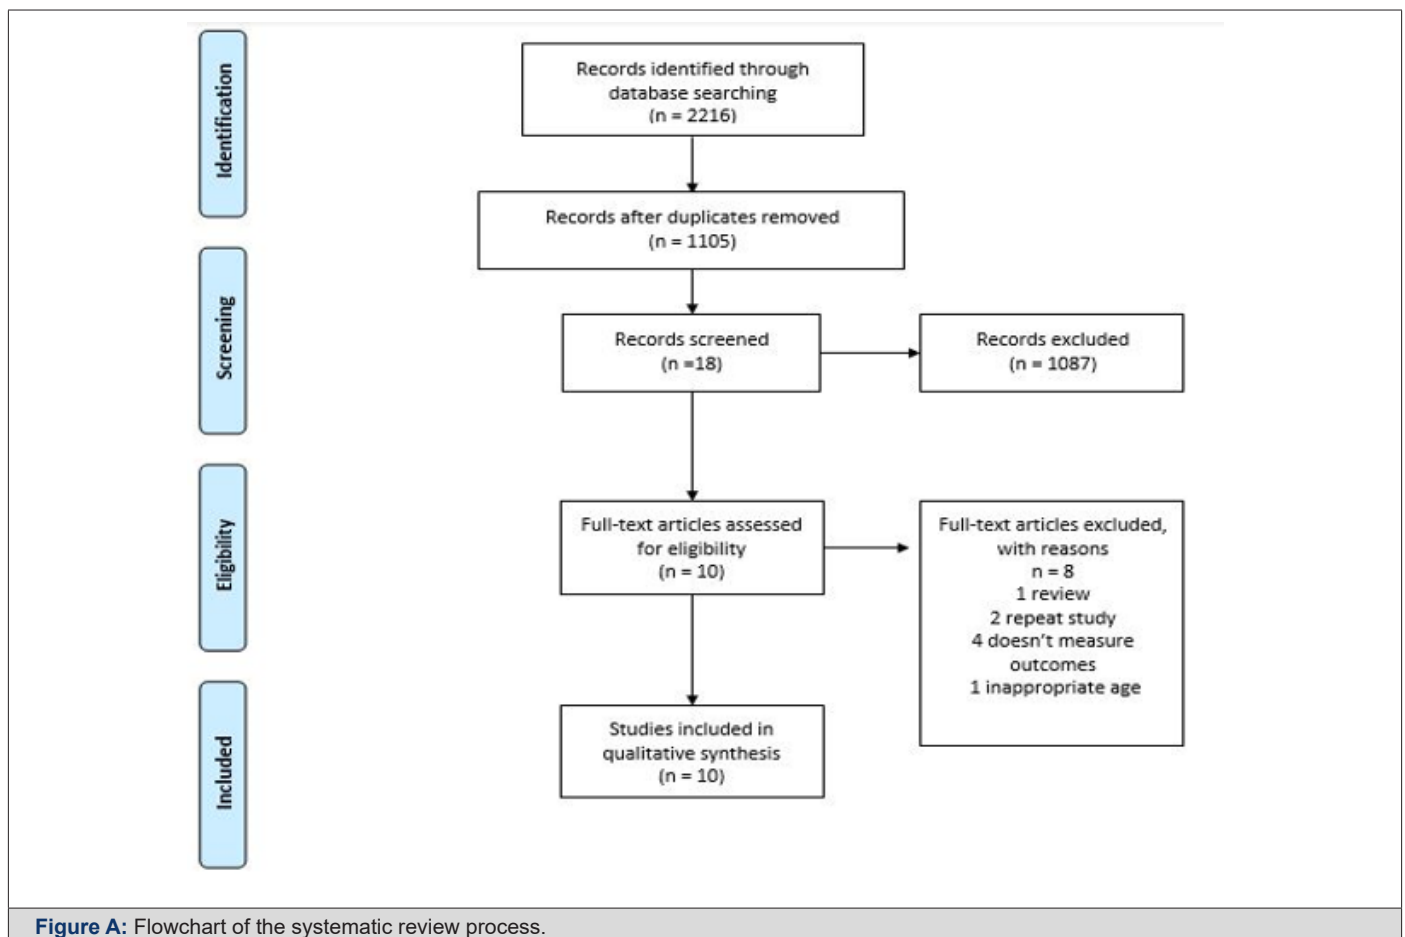 Identification
Records identified through
database searching
(n = 2216)
Records after duplicates removed
(n = 1105)
Screening
Records screened
(n =18)
Records excluded
(n = 1087)
Eligibility
Full-text articles assessed
for eligibility
(n = 10)
Full-text articles excluded,
with reasons
n = 8
1 review
2 repeat study
4 doesn't measure
outcomes
1 inappropriate age
Included
Studies included in
qualitative synthesis
(n = 10)
Figure A: Flowchart of the systematic review process.